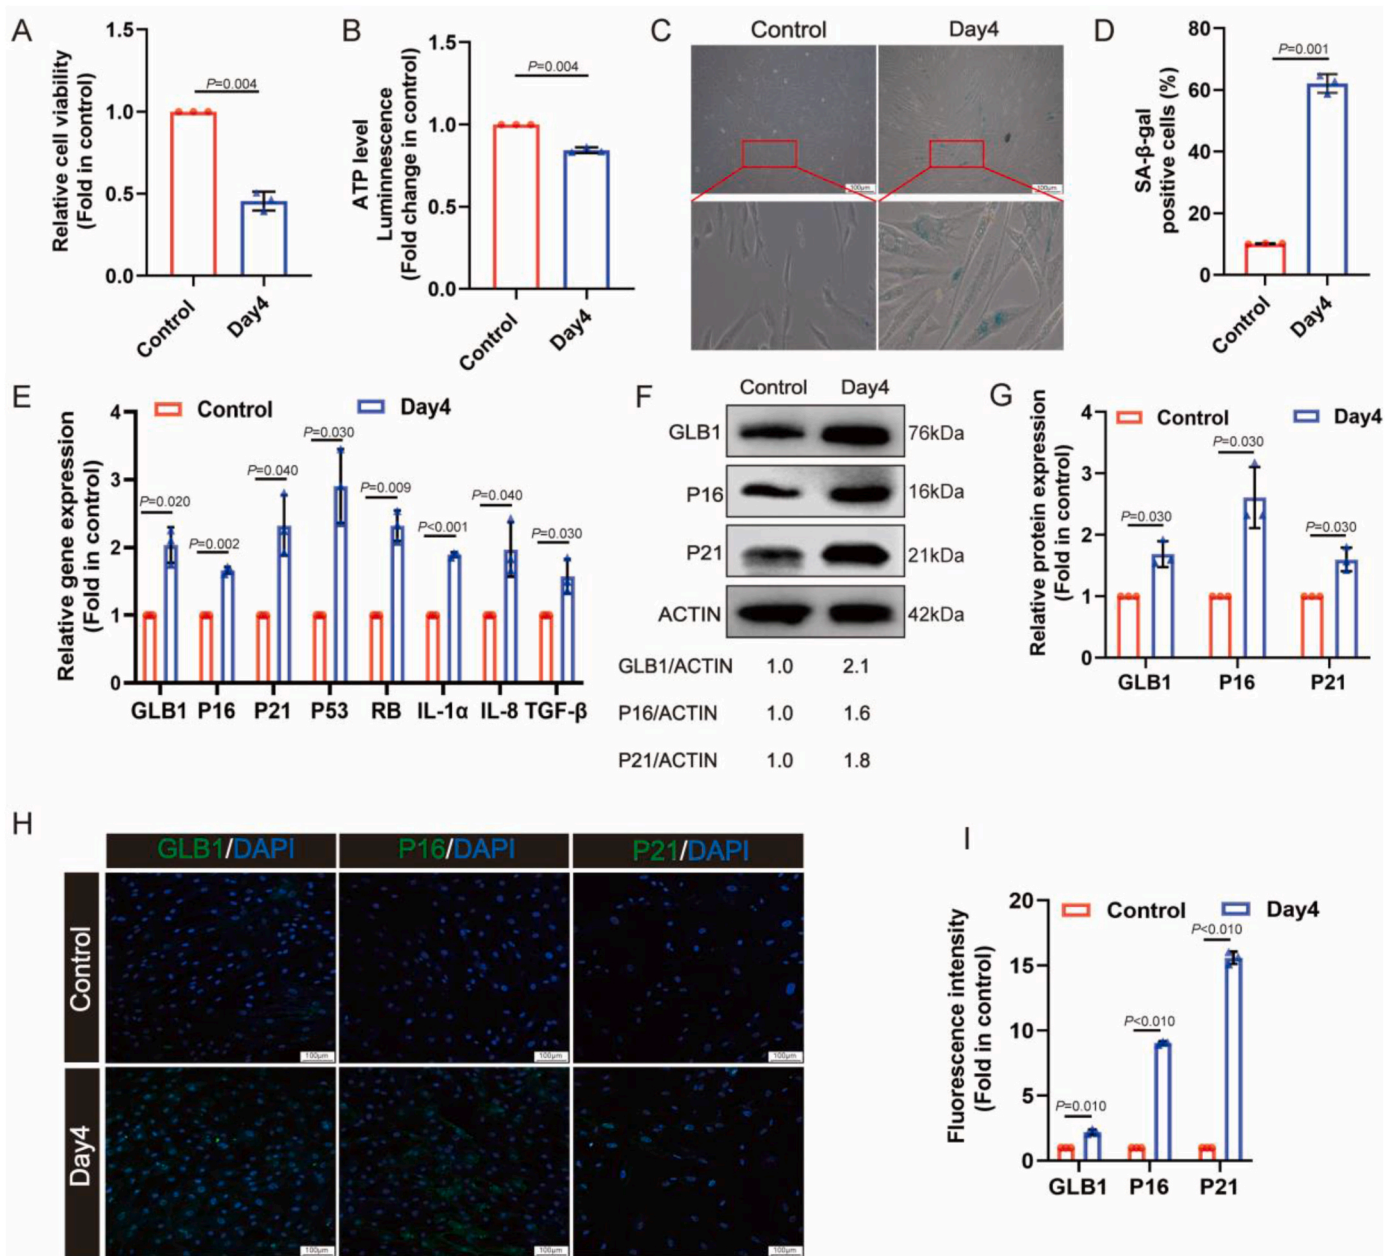 A
Relative cell viability
(Fold in control)
1.5
1.0
0.5
0.0
P=0.004
Control
Day4
B
ATP level
Luminnescence
(Fold change in control)
1.5
1.0
0.5
0.0
P=0.004
Control
Day4
C
Control
Day4
100μm
100μm
D
SA-β-gal
positive cells (%)
80
60
40
20
0
P=0.001
Control
Day4
E
Relative gene expression
(Fold in control)
Control
Day4
4
3
2
1
0
P=0.020
P=0.002
P=0.040
P=0.030
P=0.009
P<0.001
P=0.040
P=0.030
GLB1 P16 P21 P53 RB IL-1α IL-8 TGF-β
F
Control Day4
GLB1 76kDa
P16 16kDa
P21 21kDa
ACTIN 42kDa
GLB1/ACTIN 1.0 2.1
P16/ACTIN 1.0 1.6
P21/ACTIN 1.0 1.8
G
Relative protein expression
(Fold in control)
Control
Day4
4
3
2
1
0
P=0.030
P=0.030
P=0.030
GLB1 P16 P21
H
GLB1/DAPI P16/DAPI P21/DAPI
Control
100μm 100μm 100μm
Day4
100μm 100μm 100μm
I
Fluorescence intensity
(Fold in control)
Control
Day4
20
15
10
5
0
P=0.010
P<0.010
P<0.010
GLB1 P16 P21